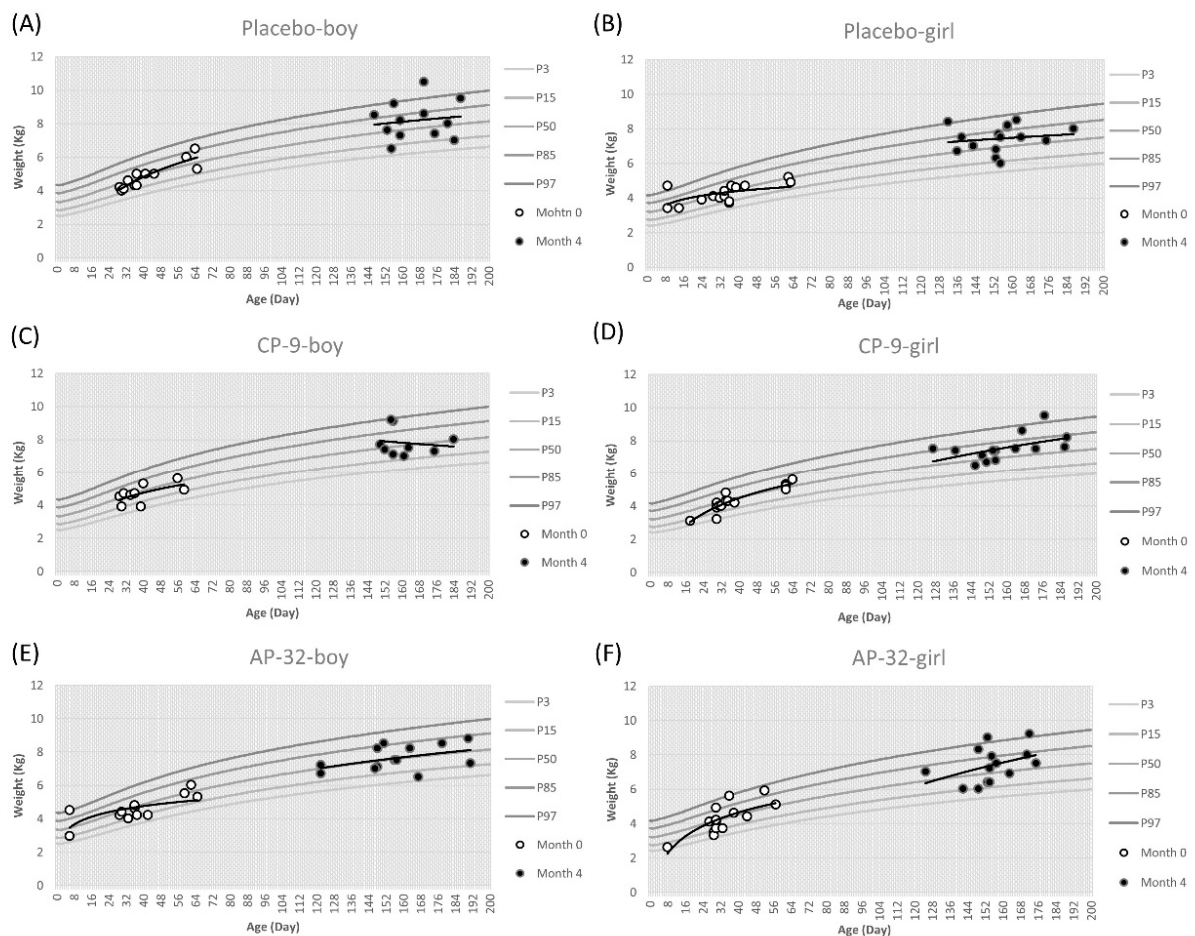 (A)
Placebo-boy
Weight (Kg)
12
10
8
6
4
2
0
0 8 16 24 32 40 48 56 64 72 80 88 96 104 112 120 128 136 144 152 160 168 176 184 192 200
Age (Day)
P3
P15
P50
P85
P97
Mohtn 0
Month 4
(B)
Placebo-girl
Weight (Kg)
12
10
8
6
4
2
0
0 8 16 24 32 40 48 56 64 72 80 88 96 104 112 120 128 136 144 152 160 168 176 184 192 200
Age (Day)
P3
P15
P50
P85
P97
Month 0
Month 4
(C)
CP-9-boy
Weight (Kg)
12
10
8
6
4
2
0
0 8 16 24 32 40 48 56 64 72 80 88 96 104 112 120 128 136 144 152 160 168 176 184 192 200
Age (Day)
P3
P15
P50
P85
P97
Month 0
Month 4
(D)
CP-9-girl
Weight (Kg)
12
10
8
6
4
2
0
0 8 16 24 32 40 48 56 64 72 80 88 96 104 112 120 128 136 144 152 160 168 176 184 192 200
Age (Day)
P3
P15
P50
P85
P97
Month 0
Month 4
(E)
AP-32-boy
Weight (Kg)
12
10
8
6
4
2
0
0 8 16 24 32 40 48 56 64 72 80 88 96 104 112 120 128 136 144 152 160 168 176 184 192 200
Age (Day)
P3
P15
P50
P85
P97
Month 0
Month 4
(F)
AP-32-girl
Weight (Kg)
12
10
8
6
4
2
0
0 8 16 24 32 40 48 56 64 72 80 88 96 104 112 120 128 136 144 152 160 168 176 184 192 200
Age (Day)
P3
P15
P50
P85
P97
Month 0
Month 4